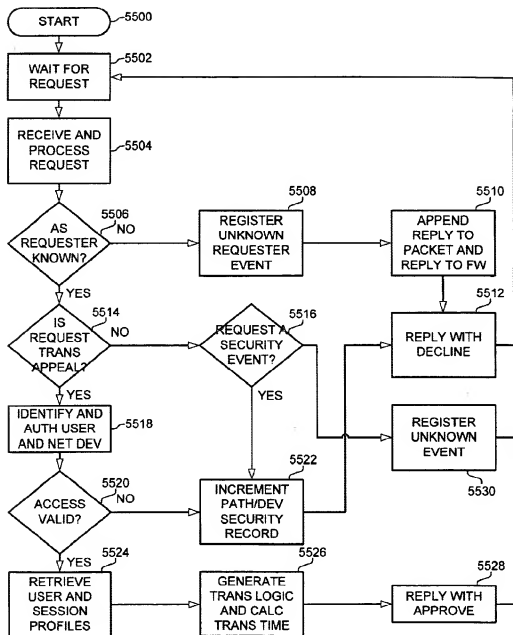 START
5500
WAIT FOR
REQUEST
5502
RECEIVE AND
PROCESS
REQUEST
5504
AS
REQUESTER
KNOWN?
5506
NO
YES
REGISTER
UNKNOWN
REQUESTER
EVENT
5508
APPEND
REPLY TO
PACKET AND
REPLY TO FW
5510
IS
REQUEST
TRANS
APPEAL?
5514
NO
YES
REQUEST A
SECURITY
EVENT?
5516
YES
REPLY WITH
DECLINE
5512
IDENTIFY AND
AUTH USER
AND NET DEV
5518
REGISTER
UNKNOWN
EVENT
5530
ACCESS
VALID?
5520
NO
YES
INCREMENT
PATH/DEV
SECURITY
RECORD
5522
RETRIEVE
USER AND
SESSION
PROFILES
5524
GENERATE
TRANS LOGIC
AND CALC
TRANS TIME
5526
REPLY WITH
APPROVE
5528